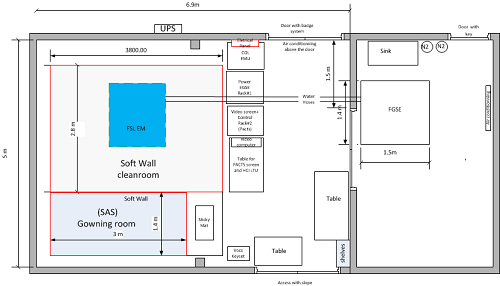 6.9m
UPS
Door with badge
system
Door with
key
3800.00
Electrical
Panel
CDL
EMU
Air conditioning
above the door
Sink
N2
N2
1.5 m
Power
EGSE
Rack#1
Water
hoses
FGSE
Air conditioning
2.8 m
FSL EM
Video screen+
Control
Rack#2
(Pacts)
1.4 m
Video computer
5 m
Soft Wall
cleanroom
Table for
PACTS screen
and HCI LTU
1.5m
Soft Wall
(SAS)
Gowning room
1.4 m
Sticky
Mat
Table
3 m
Voca
Keyset
Table
shelves
Access with slope